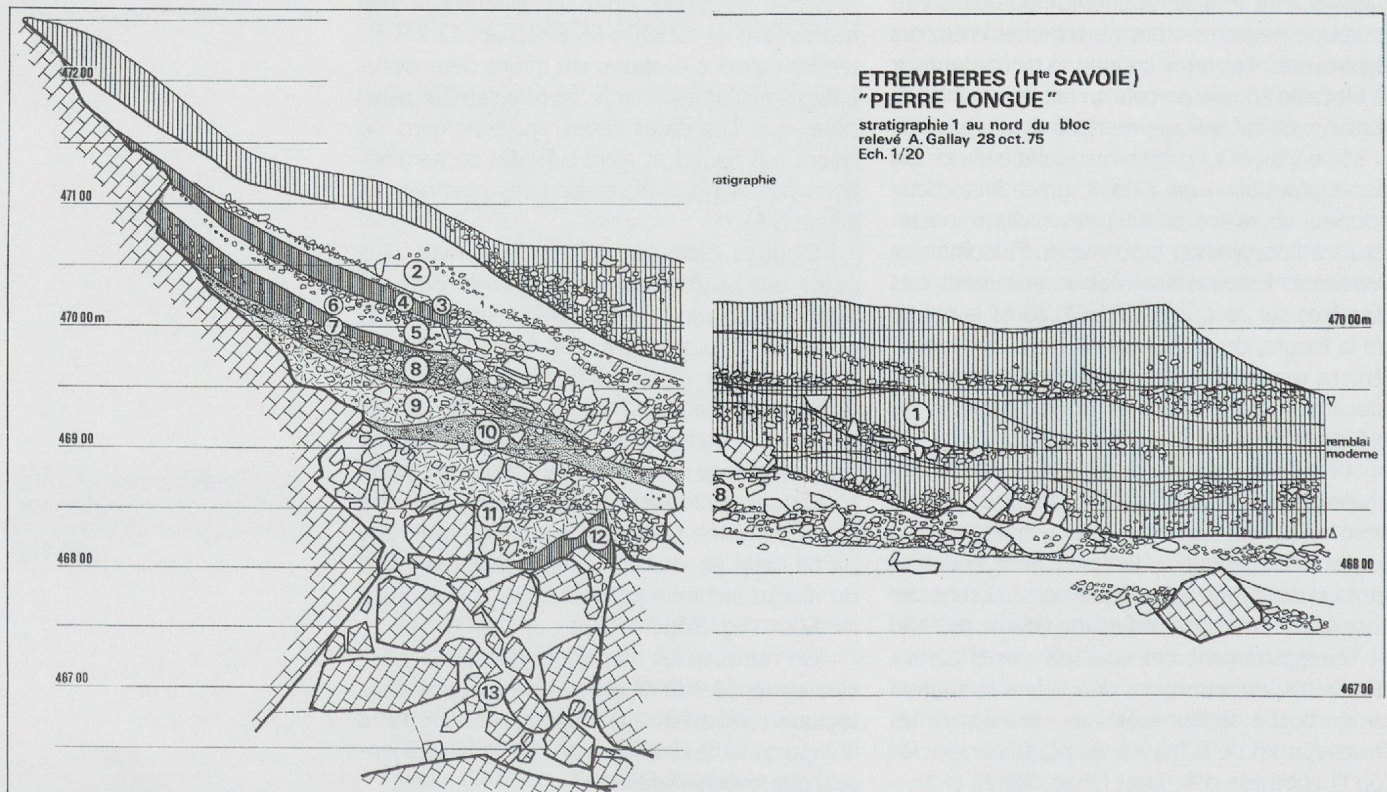 ETREMBIERES (Hte SAVOIE)
"PIERRE LONGUE"
stratigraphie 1 au nord du bloc
relevé A. Gallay 28 oct. 75
Ech. 1/20
ratigraphie
472 00
471 00
470 00 m
469 00
468 00
467 00
2
3
4
5
6
7
8
9
10
11
12
13
470 00 m
1
8
remblai
moderne
468 00
467 00